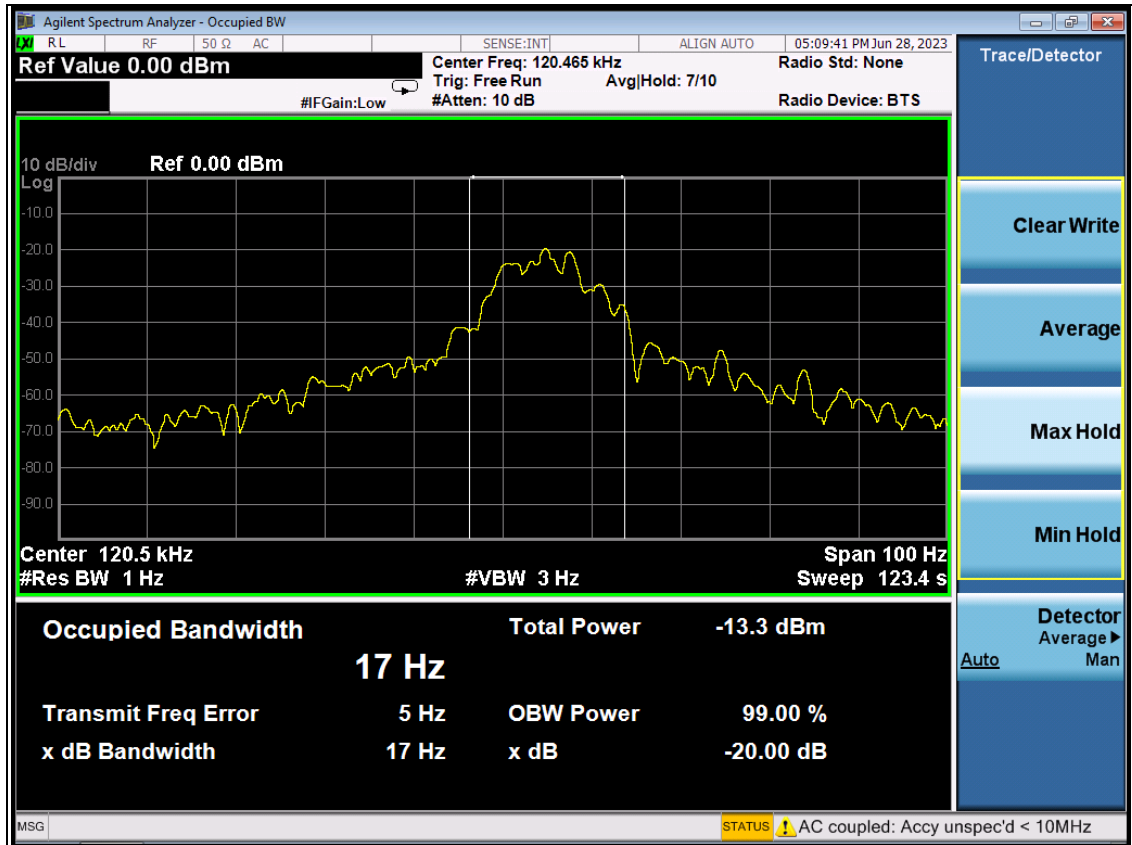 Agilent Spectrum Analyzer - Occupied BW
LXI RL RF 50 Ω AC SENSE:INT ALIGN AUTO 05:09:41 PM Jun 28, 2023
Ref Value 0.00 dBm
Center Freq: 120.465 kHz
Radio Std: None
Trig: Free Run Avg|Hold: 7/10
#IFGain:Low #Atten: 10 dB
Radio Device: BTS
10 dB/div Ref 0.00 dBm
Log
-10.0
-20.0
-30.0
-40.0
-50.0
-60.0
-70.0
-80.0
-90.0
Center 120.5 kHz
Span 100 Hz
#Res BW 1 Hz #VBW 3 Hz Sweep 123.4 s
Occupied Bandwidth
17 Hz
Total Power -13.3 dBm
Transmit Freq Error 5 Hz OBW Power 99.00 %
x dB Bandwidth 17 Hz x dB -20.00 dB
Trace/Detector
Clear Write
Average
Max Hold
Min Hold
Detector
Average
Auto Man
MSG
STATUS AC coupled: Accy unspec'd < 10MHz